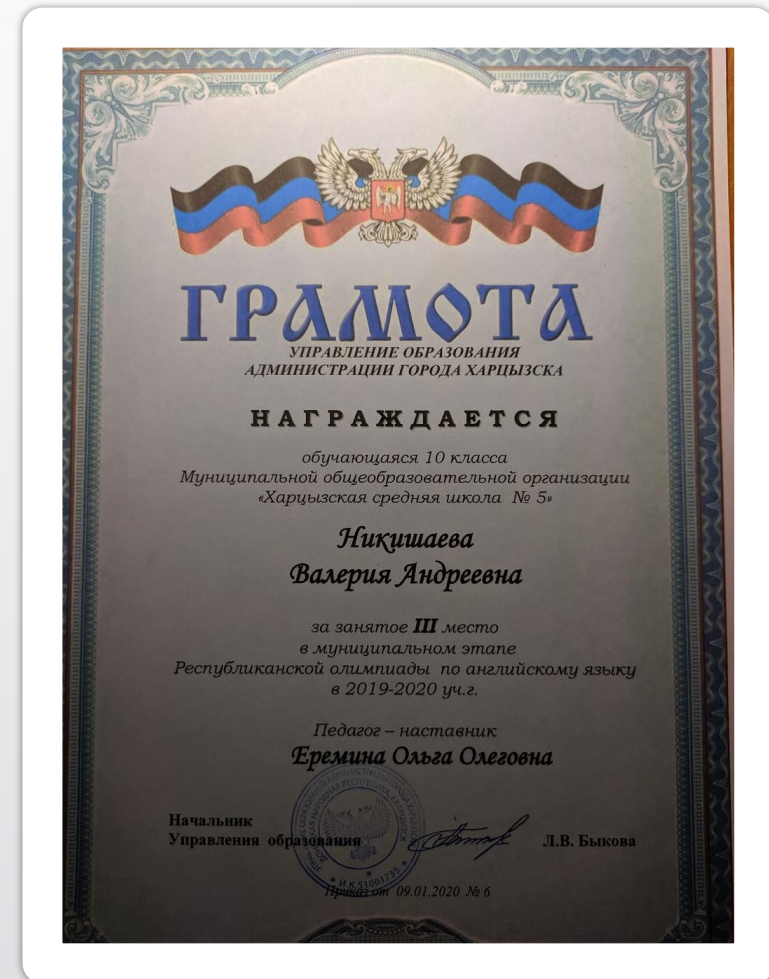 ГРАМОТА
УПРАВЛЕНИЕ ОБРАЗОВАНИЯ
АДМИНИСТРАЦИИ ГОРОДА ХАРЦЫЗСКА
НАГРАЖДАЕТСЯ
обучающаяся 10 класса
Муниципальной общеобразовательной организации
«Харцызская средняя школа № 5»
Никишаева
Валерия Андреевна
за занятое III место
в муниципальном этапе
Республиканской олимпиады по английскому языку
в 2019-2020 уч.г.
Педагог – наставник
Еремина Ольга Олеговна
Начальник
Управления образования
Л.В. Быкова
И.К 51001735
Приказ от 09.01.2020 № 6